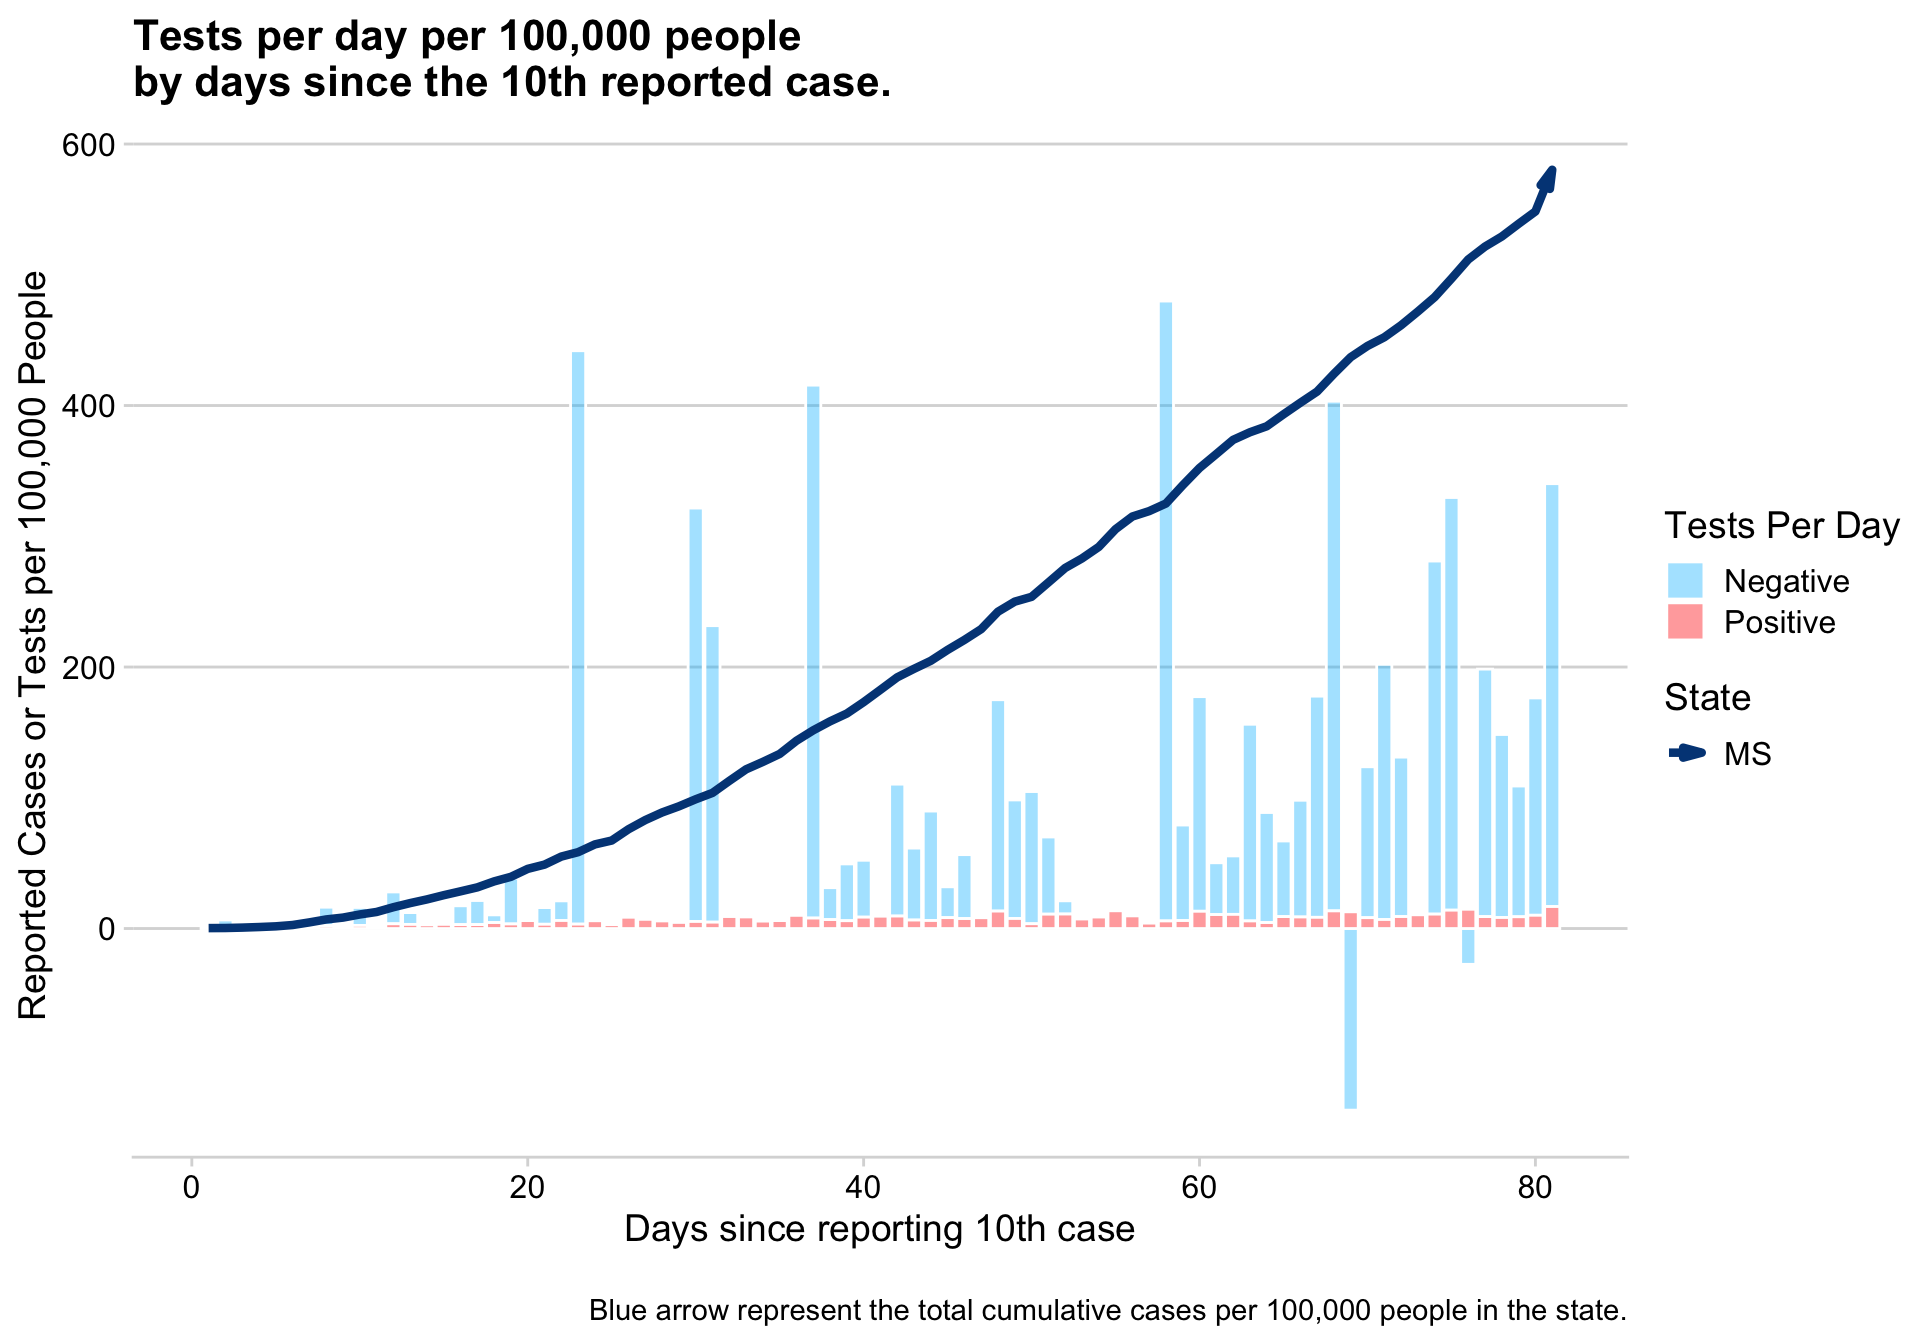 Tests per day per 100,000 people
by days since the 10th reported case.
Reported Cases or Tests per 100,000 People
600
400
200
0
0
20
40
60
80
Days since reporting 10th case
Tests Per Day
Negative
Positive
State
MS
Blue arrow represent the total cumulative cases per 100,000 people in the state.